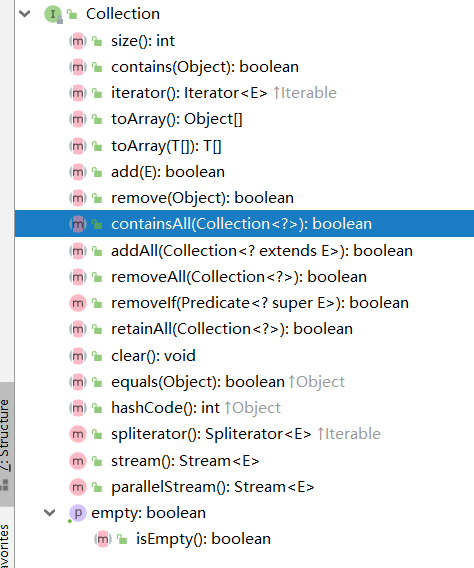 Collection
size(): int
contains(Object): boolean
iterator(): Iterator<E> ↑Iterable
toArray(): Object[]
toArray(T[]): T[]
add(E): boolean
remove(Object): boolean
containsAll(Collection<?>): boolean
addAll(Collection<? extends E>): boolean
removeAll(Collection<?>): boolean
removeIf(Predicate<? super E>): boolean
retainAll(Collection<?>): boolean
clear(): void
equals(Object): boolean ↑Object
hashCode(): int ↑Object
spliterator(): Spliterator<E> ↑Iterable
stream(): Stream<E>
parallelStream(): Stream<E>
empty: boolean
isEmpty(): boolean
7: Structure
avorites